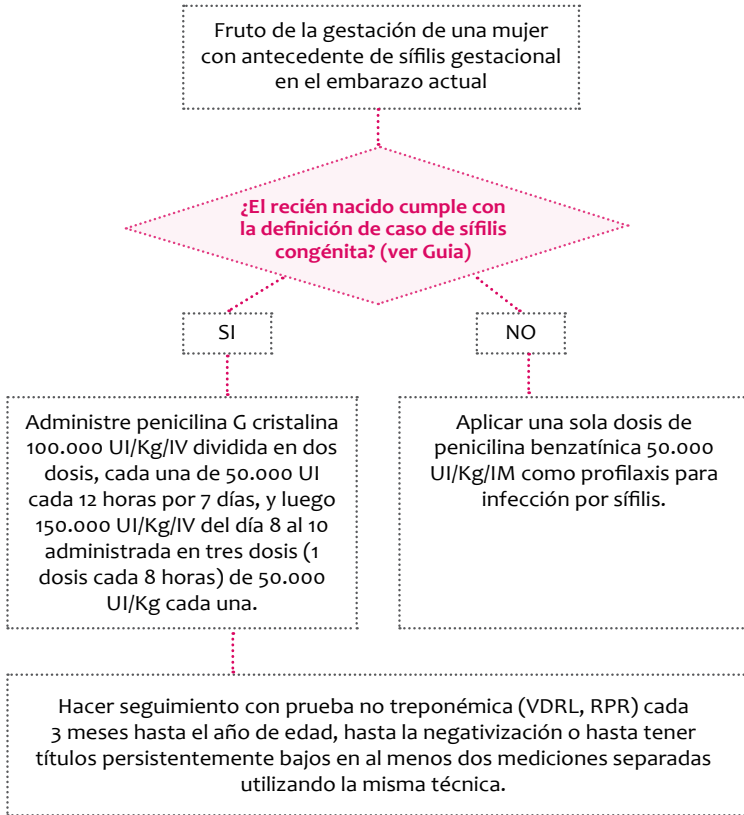 Fruto de la gestación de una mujer
con antecedente de sífilis gestacional
en el embarazo actual
¿El recién nacido cumple con
la definición de caso de sífilis
congénita? (ver Guia)
SI
NO
Administre penicilina G cristalina
100.000 UI/Kg/IV dividida en dos
dosis, cada una de 50.000 UI
cada 12 horas por 7 días, y luego
150.000 UI/Kg/IV del día 8 al 10
administrada en tres dosis (1
dosis cada 8 horas) de 50.000
UI/Kg cada una.
Aplicar una sola dosis de
penicilina benzatínica 50.000
UI/Kg/IM como profilaxis para
infección por sífilis.
Hacer seguimiento con prueba no treponémica (VDRL, RPR) cada
3 meses hasta el año de edad, hasta la negativización o hasta tener
títulos persistentemente bajos en al menos dos mediciones separadas
utilizando la misma técnica.